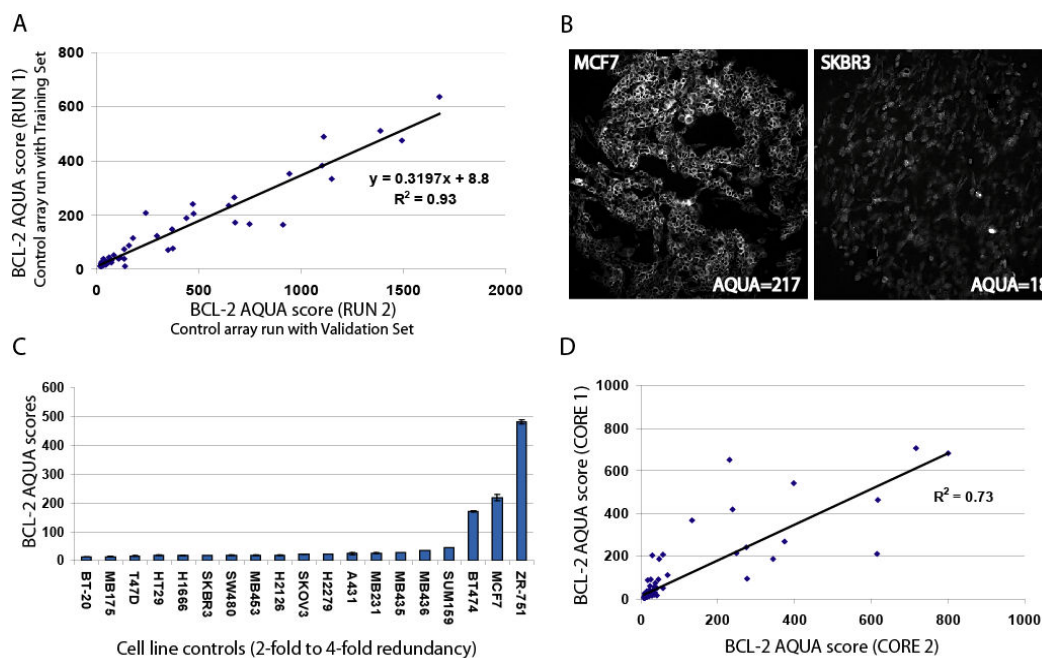 A
BCL-2 AQUA score (RUN 1)
Control array run with Training Set
800
600
400
200
0
y = 0.3197x + 8.8
R² = 0.93
0 500 1000 1500 2000
BCL-2 AQUA score (RUN 2)
Control array run with Validation Set
B
MCF7
AQUA=217
SKBR3
AQUA=18
C
BCL-2 AQUA scores
600
500
400
300
200
100
0
BT-20
MB175
T47D
HT29
H1666
SKBR3
SW480
MB453
H2126
SKOV3
H2279
A431
MB231
MB435
MB436
SUM159
BT474
MCF7
ZR-751
Cell line controls (2-fold to 4-fold redundancy)
D
BCL-2 AQUA score (CORE 1)
1000
800
600
400
200
0
R² = 0.73
0 200 400 600 800 1000
BCL-2 AQUA score (CORE 2)